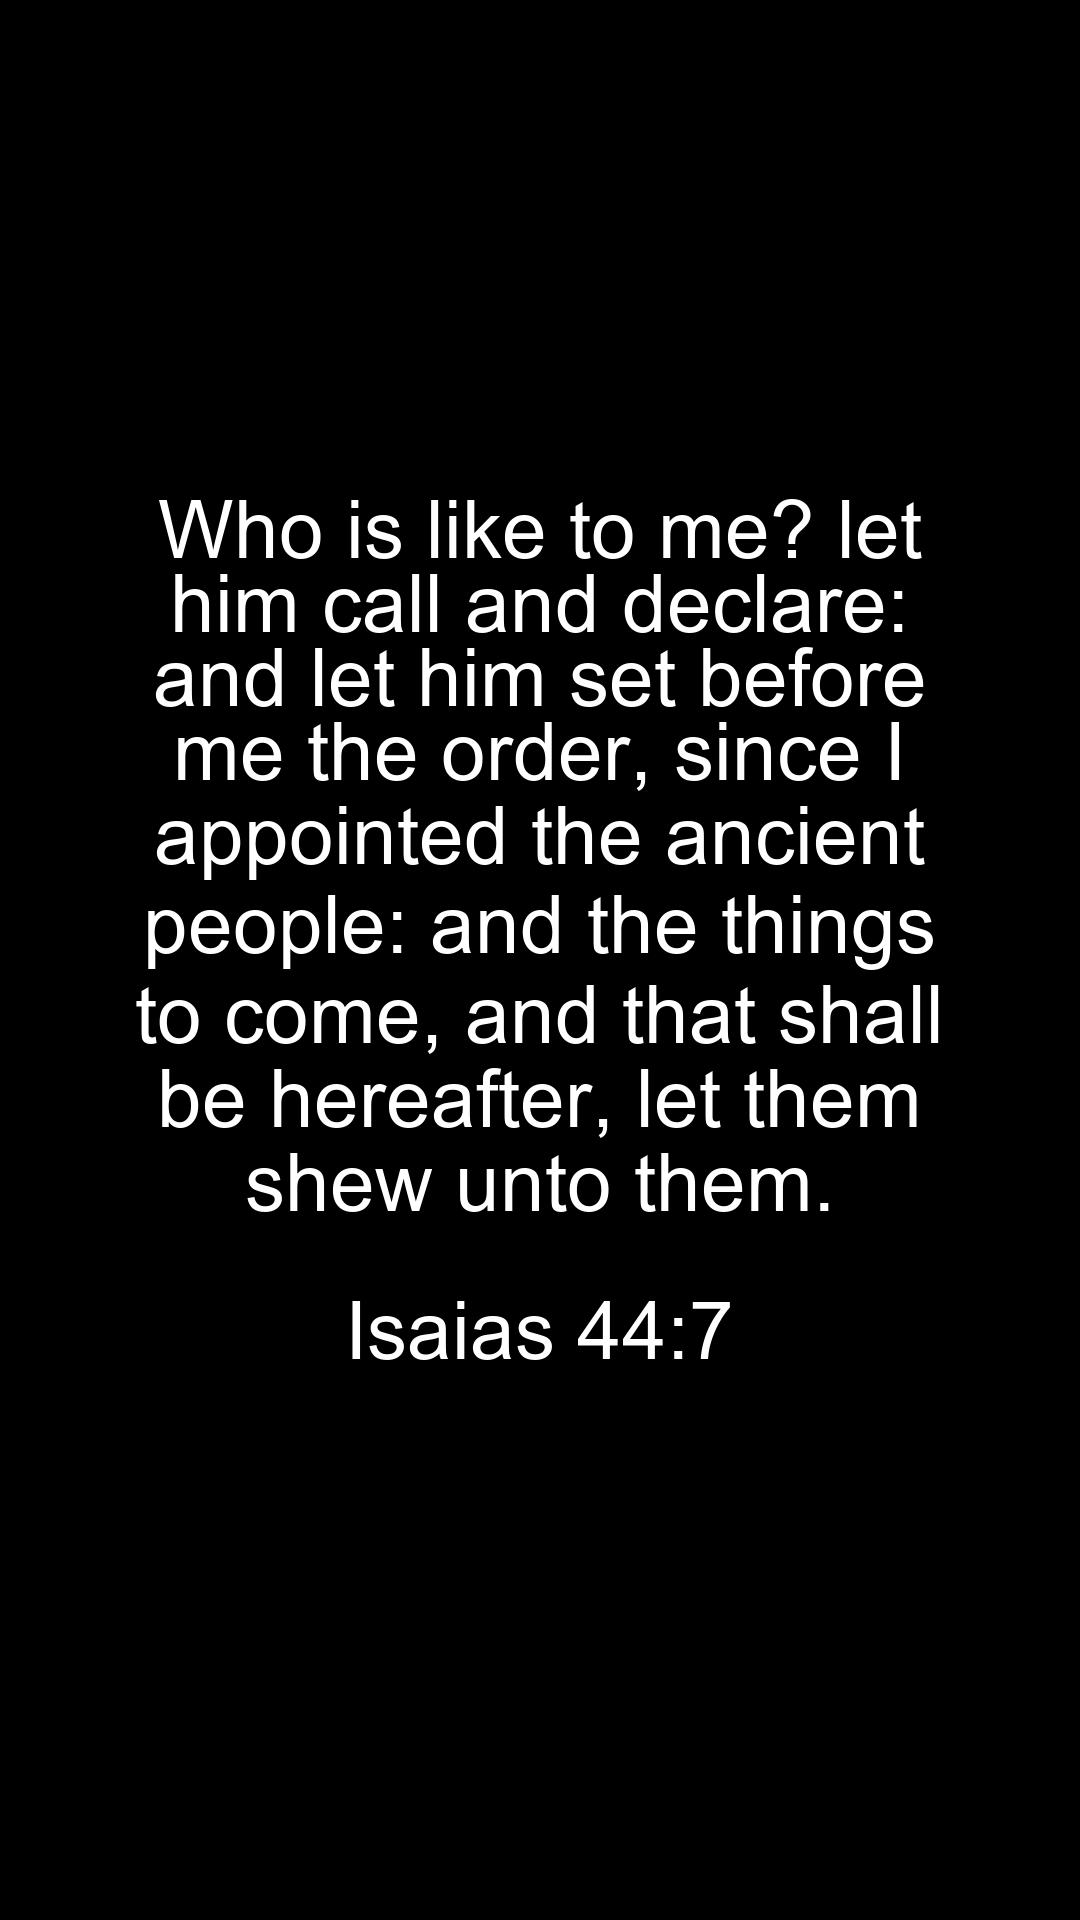 Who is like to me? let
him call and declare:
and let him set before
me the order, since I
appointed the ancient
people: and the things
to come, and that shall
be hereafter, let them
shew unto them.
Isaias 44:7